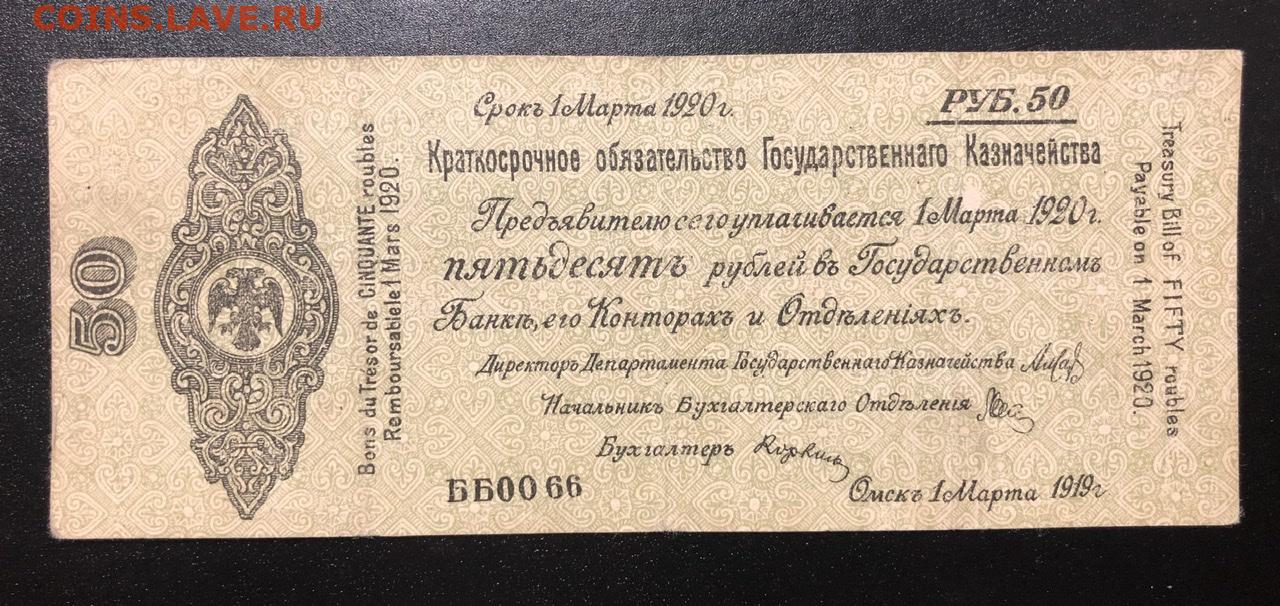 COINS.LAVE.RU
50
Bons du Trésor de CINQUANTE roubles
Remboursable le 1 Mars 1920.
Срокъ 1 Марта 1920 г.
РУБ. 50
Краткосрочное обязательство Государственнаго Казначейства
Предъявителю сего уплачивается 1 Марта 1920 г.
пятьдесятъ рублей въ Государственномъ
Банкѣ, его Конторахъ и Отдѣленіяхъ.
Директоръ Департамента Государственнаго Казначейства
Начальникъ Бухгалтерскаго Отдѣленія
Бухгалтеръ
ББ0066
Омскъ 1 Марта 1919 г
Treasury Bill of FIFTY roubles
Payable on 1 March 1920.